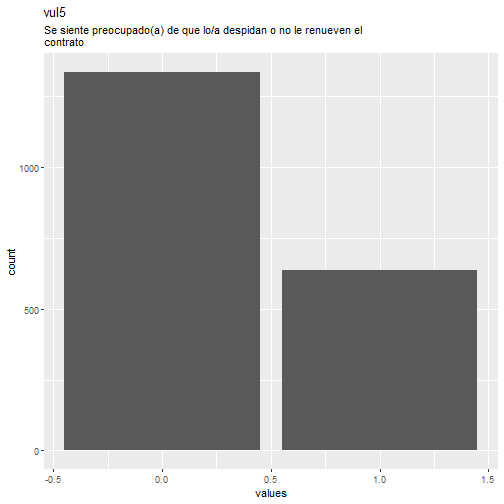 vul5
Se siente preocupado(a) de que lo/a despidan o no le renueven el
contrato
count
1000
500
0
-0.5
0.0
0.5
1.0
1.5
values